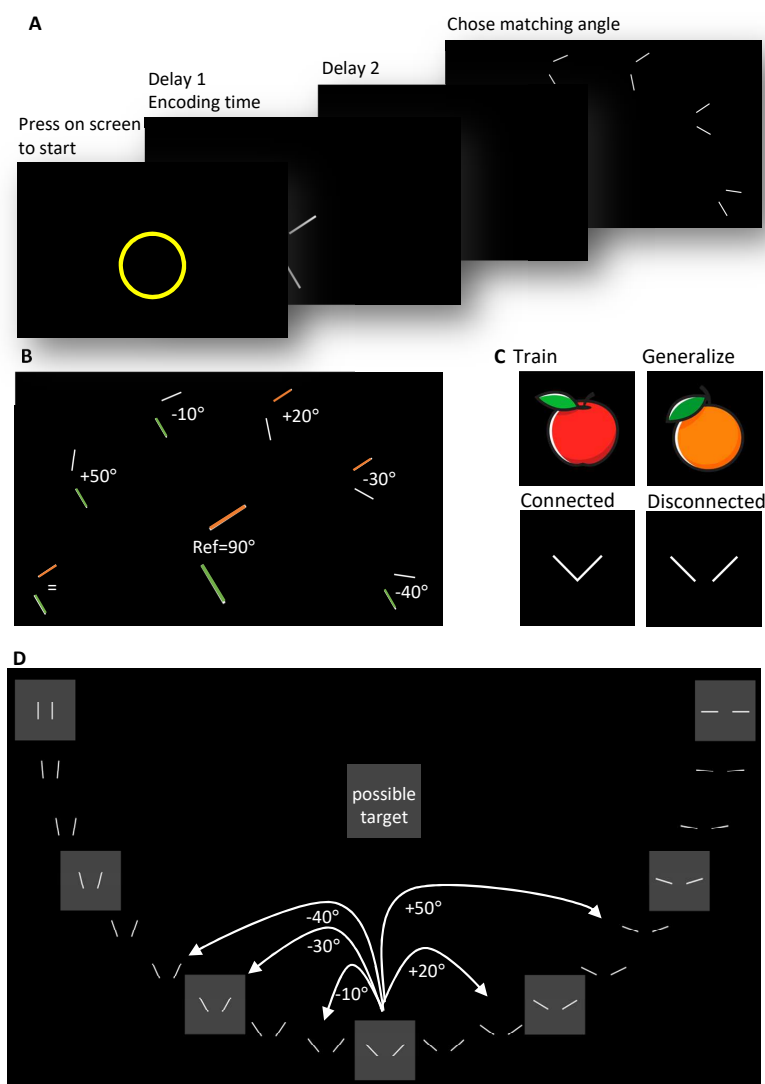 A
Chose matching angle
Delay 2
Delay 1
Encoding time
Press on screen
to start
B
-10°
+20°
+50°
-30°
Ref=90°
=
-40°
C Train
Generalize
Connected
Disconnected
D
possible
target
-40°
+50°
-30°
+20°
-10°